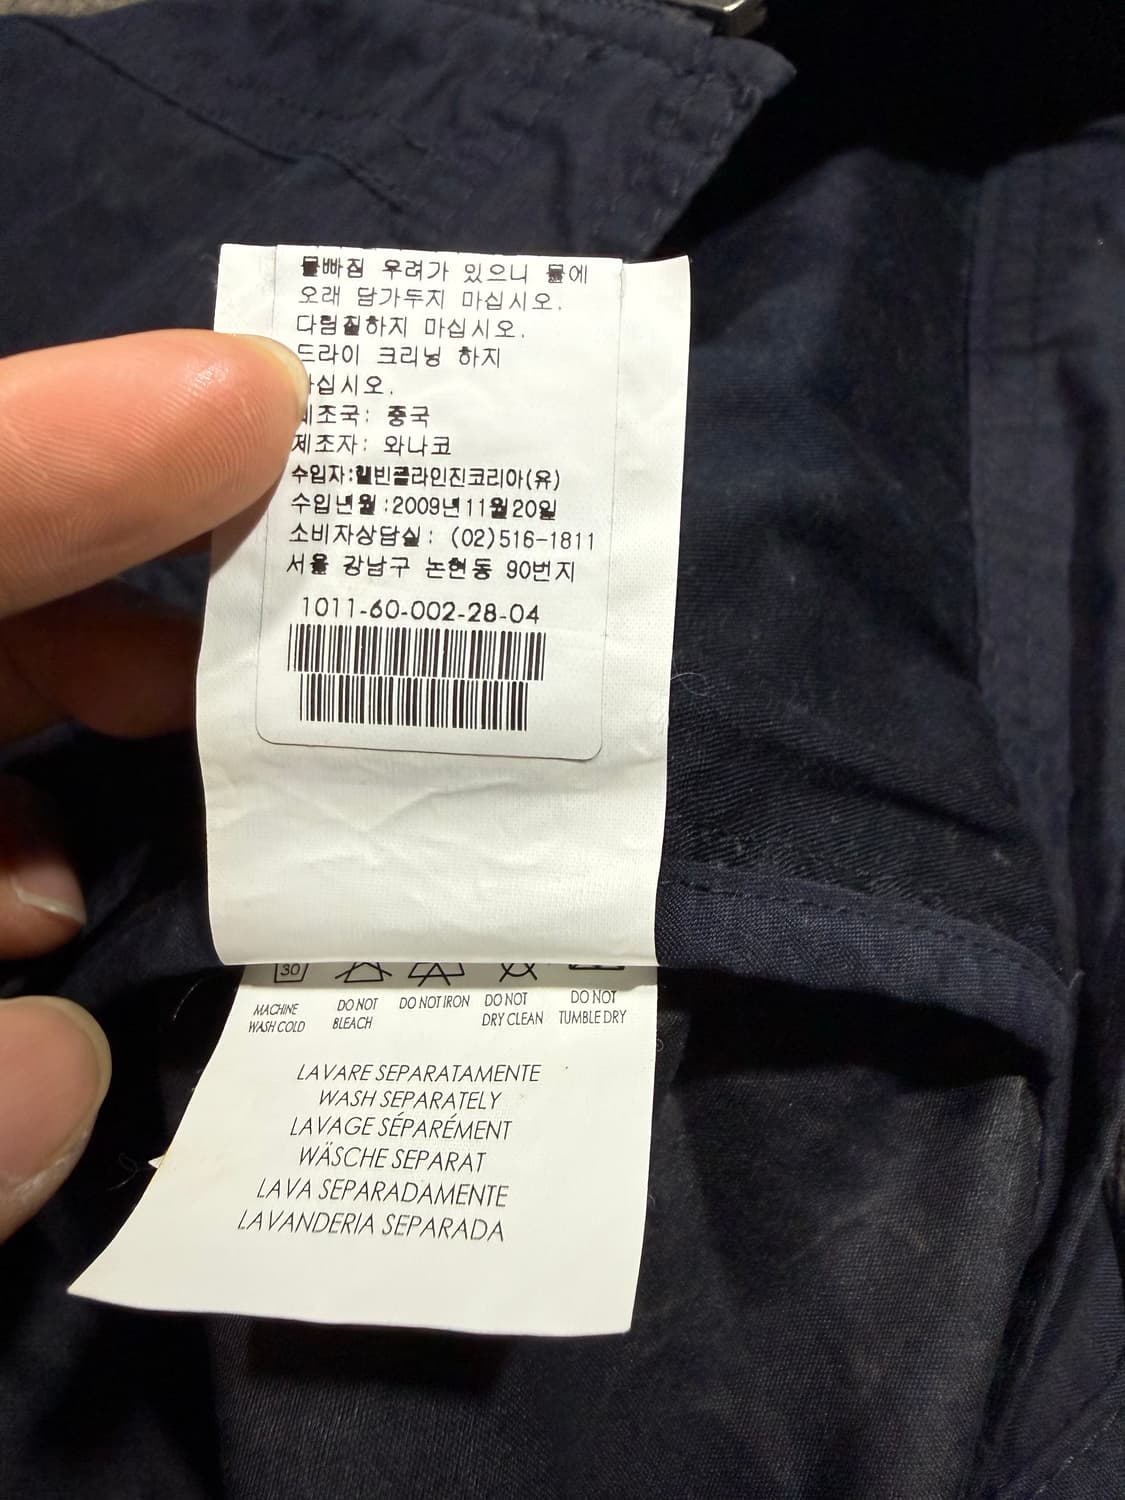 물빠짐 우려가 있으니 물에
오래 담가두지 마십시오.
다림질하지 마십시오.
드라이 크리닝 하지
마십시오.
제조국: 중국
제조자: 와나코
수입자:캘빈클라인진코리아(유)
수입년월:2009년11월20일
소비자상담실: (02)516-1811
서울 강남구 논현동 90번지
1011-60-002-28-04
30
MACHINE WASH COLD
DO NOT BLEACH
DO NOT IRON
DO NOT DRY CLEAN
DO NOT TUMBLE DRY
LAVARE SEPARATAMENTE
WASH SEPARATELY
LAVAGE SÉPARÉMENT
WÄSCHE SEPARAT
LAVA SEPARADAMENTE
LAVANDERIA SEPARADA